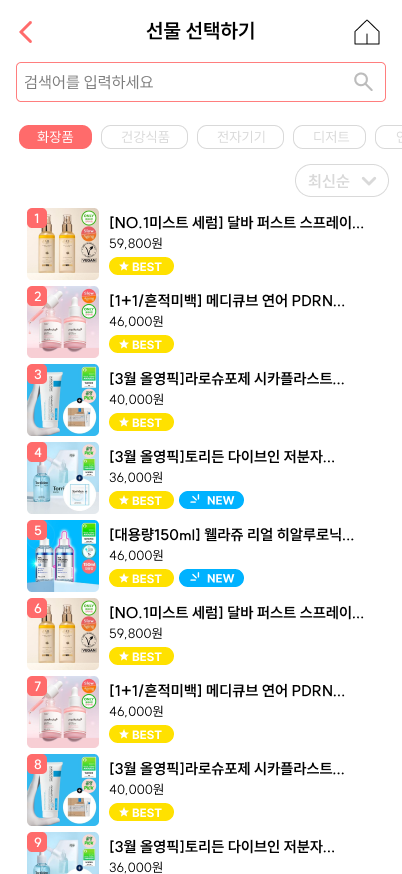 선물 선택하기
검색어를 입력하세요
화장품 건강식품 전자기기 디저트
최신순
1
[NO.1미스트 세럼] 달바 퍼스트 스프레이...
59,800원
BEST
2
[1+1/흔적미백] 메디큐브 연어 PDRN...
46,000원
BEST
3
[3월 올영픽]라로슈포제 시카플라스트...
40,000원
BEST
4
[3월 올영픽]토리든 다이브인 저분자...
36,000원
BEST NEW
5
[대용량150ml] 웰라쥬 리얼 히알루로닉...
46,000원
BEST NEW
6
[NO.1미스트 세럼] 달바 퍼스트 스프레이...
59,800원
BEST
7
[1+1/흔적미백] 메디큐브 연어 PDRN...
46,000원
BEST
8
[3월 올영픽]라로슈포제 시카플라스트...
40,000원
BEST
9
[3월 올영픽]토리든 다이브인 저분자...
36,000원